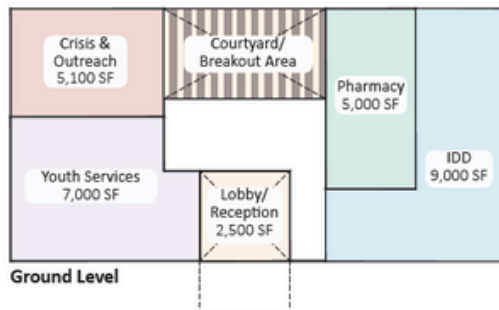 Crisis &
Outreach
5,100 SF
Courtyard/
Breakout Area
Pharmacy
5,000 SF
Youth Services
7,000 SF
Lobby/
Reception
2,500 SF
IDD
9,000 SF
Ground Level